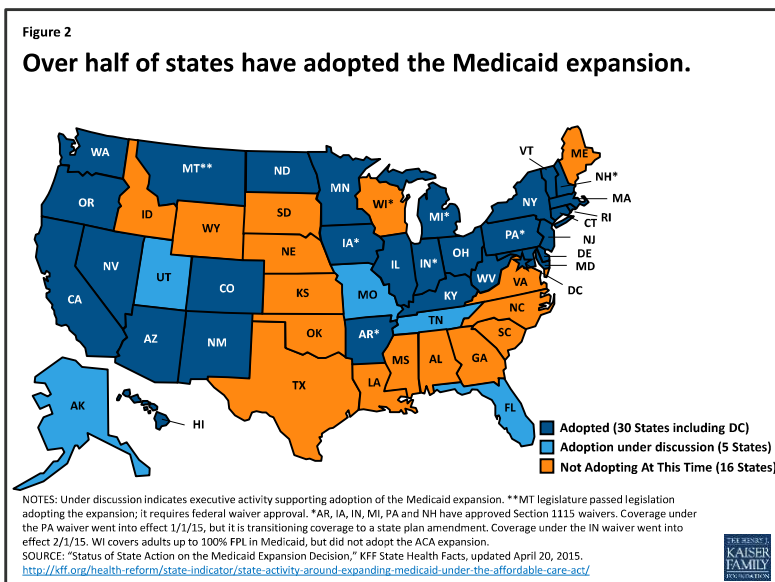 Figure 2
Over half of states have adopted the Medicaid expansion.
WA
MT**
ND
MN
VT
ME
NH*
MA
OR
ID
SD
WI*
MI*
NY
RI
CT
WY
IA*
PA*
NJ
NE
OH
DE
MD
NV
UT
IL
IN*
WV
CO
KS
MO
KY
VA
DC
CA
NC
TN
OK
AZ
NM
AR*
SC
MS
AL
GA
TX
LA
AK
HI
FL
Adopted (30 States including DC)
Adoption under discussion (5 States)
Not Adopting At This Time (16 States)
NOTES: Under discussion indicates executive activity supporting adoption of the Medicaid expansion. **MT legislature passed legislation
adopting the expansion; it requires federal waiver approval. *AR, IA, IN, MI, PA and NH have approved Section 1115 waivers. Coverage under
the PA waiver went into effect 1/1/15, but it is transitioning coverage to a state plan amendment. Coverage under the IN waiver went into
effect 2/1/15. WI covers adults up to 100% FPL in Medicaid, but did not adopt the ACA expansion.
SOURCE: “Status of State Action on the Medicaid Expansion Decision,” KFF State Health Facts, updated April 20, 2015.
http://kff.org/health-reform/state-indicator/state-activity-around-expanding-medicaid-under-the-affordable-care-act/
THE HENRY J.
KAISER
FAMILY
FOUNDATION